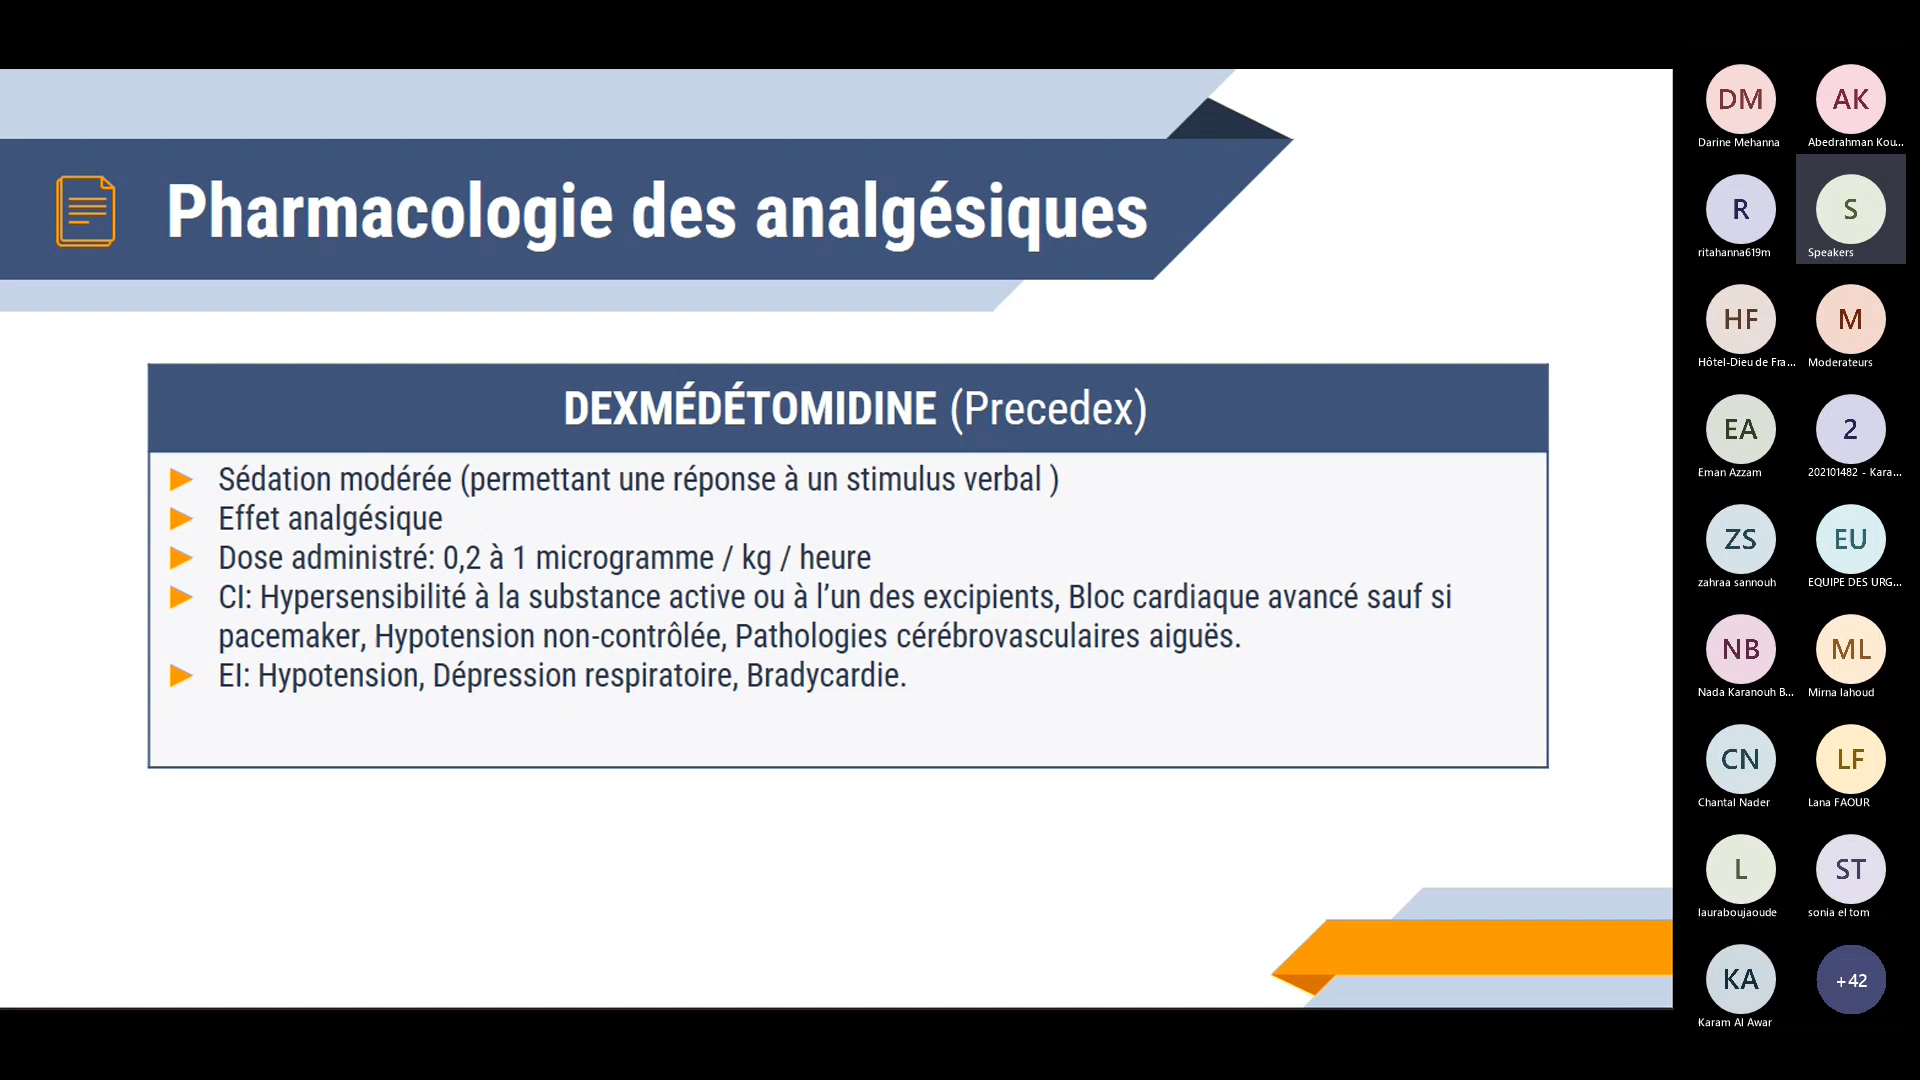 Pharmacologie des analgésiques
DEXMÉDÉTOMIDINE (Precedex)
Sédation modérée (permettant une réponse à un stimulus verbal )
Effet analgésique
Dose administré: 0,2 à 1 microgramme / kg / heure
CI: Hypersensibilité à la substance active ou à l’un des excipients, Bloc cardiaque avancé sauf si
pacemaker, Hypotension non-contrôlée, Pathologies cérébrovasculaires aiguës.
EI: Hypotension, Dépression respiratoire, Bradycardie.
DM
Darine Mehanna
AK
Abedrahman Kou...
R
ritahanna619m
S
Speakers
HF
Hôtel-Dieu de Fra...
M
Moderateurs
EA
Eman Azzam
2
202101482 - Kara...
ZS
zahraa sannouh
EU
EQUIPE DES URG...
NB
Nada Karanouh B...
ML
Mirna lahoud
CN
Chantal Nader
LF
Lana FAOUR
L
lauraboujaoude
ST
sonia el tom
KA
Karam Al Awar
+42